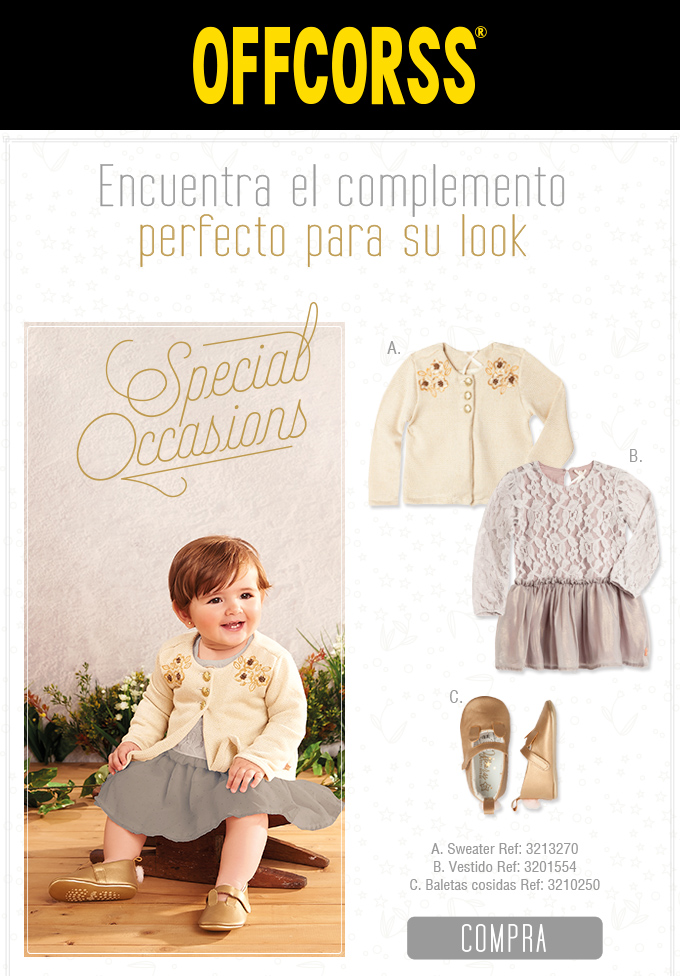 OFFCORSS®
Encuentra el complemento
perfecto para su look
Special
Occasions
A.
B.
C.
A. Sweater Ref: 3213270
B. Vestido Ref: 3201554
C. Baletas cosidas Ref: 3210250
COMPRA